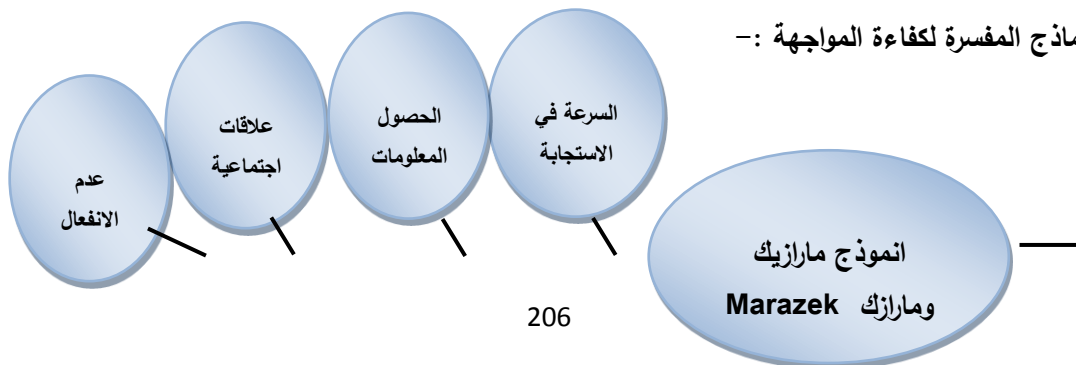 ماذج المفسرة لكفاءة المواجهة :-
السرعة في
الاستجابة
الحصول
المعلومات
علاقات
اجتماعية
عدم
الانفعال
انموذج مارازيك
ومارازك Marazek
206